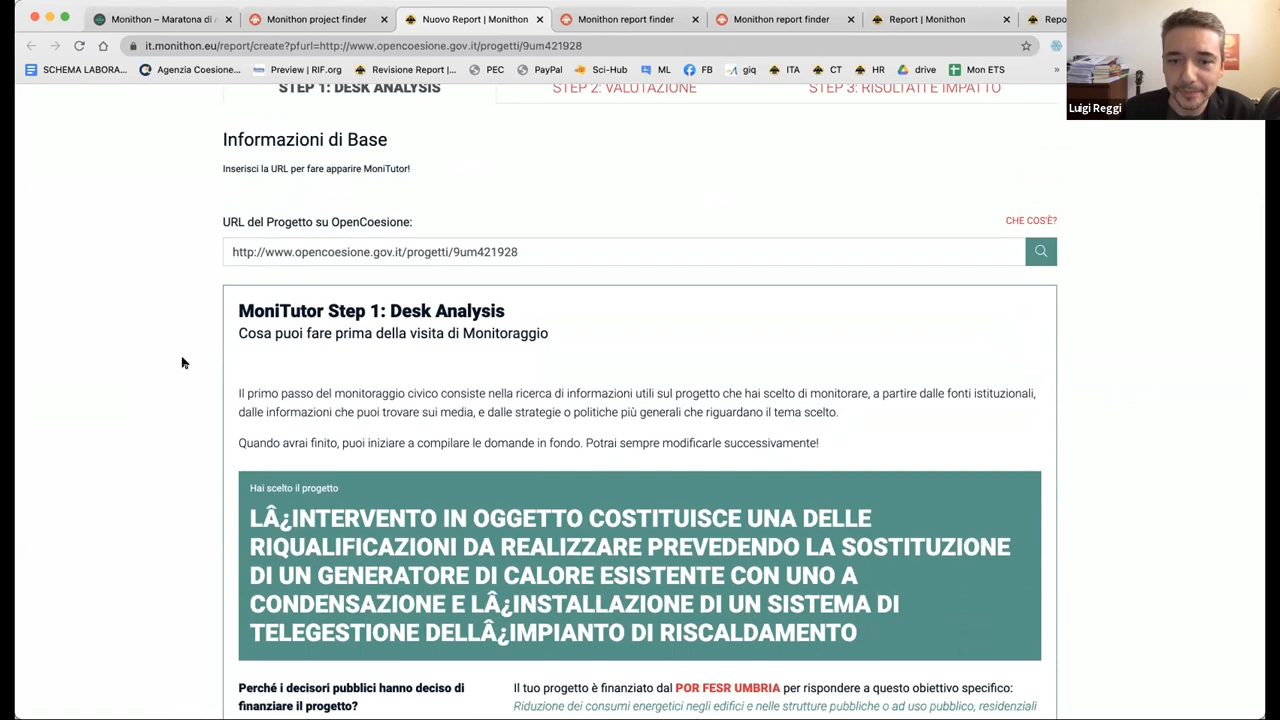 Monithon – Maratona di
Monithon project finder
Nuovo Report | Monithon
Monithon report finder
Monithon report finder
Report | Monithon
Repo
it.monithon.eu/report/create?pfurl=http://www.opencoesione.gov.it/progetti/9um421928
SCHEMA LABORA...
Agenzia Coesione...
Preview | RIF.org
Revisione Report |...
PEC
PayPal
Sci-Hub
ML
FB
giq
ITA
CT
HR
drive
Mon ETS
»
Luigi Reggi
STEP 1: DESK ANALYSIS
STEP 2: VALUTAZIONE
STEP 3: RISULTATI E IMPATTO
Informazioni di Base
Inserisci la URL per fare apparire MoniTutor!
URL del Progetto su OpenCoesione:
CHE COS'È?
http://www.opencoesione.gov.it/progetti/9um421928
MoniTutor Step 1: Desk Analysis
Cosa puoi fare prima della visita di Monitoraggio
Il primo passo del monitoraggio civico consiste nella ricerca di informazioni utili sul progetto che hai scelto di monitorare, a partire dalle fonti istituzionali,
dalle informazioni che puoi trovare sui media, e dalle strategie o politiche più generali che riguardano il tema scelto.
Quando avrai finito, puoi iniziare a compilare le domande in fondo. Potrai sempre modificarle successivamente!
Hai scelto il progetto
LÂ¿INTERVENTO IN OGGETTO COSTITUISCE UNA DELLE
RIQUALIFICAZIONI DA REALIZZARE PREVEDENDO LA SOSTITUZIONE
DI UN GENERATORE DI CALORE ESISTENTE CON UNO A
CONDENSAZIONE E LÂ¿INSTALLAZIONE DI UN SISTEMA DI
TELEGESTIONE DELLÂ¿IMPIANTO DI RISCALDAMENTO
Perché i decisori pubblici hanno deciso di
finanziare il progetto?
Il tuo progetto è finanziato dal POR FESR UMBRIA per rispondere a questo obiettivo specifico:
Riduzione dei consumi energetici negli edifici e nelle strutture pubbliche o ad uso pubblico, residenziali